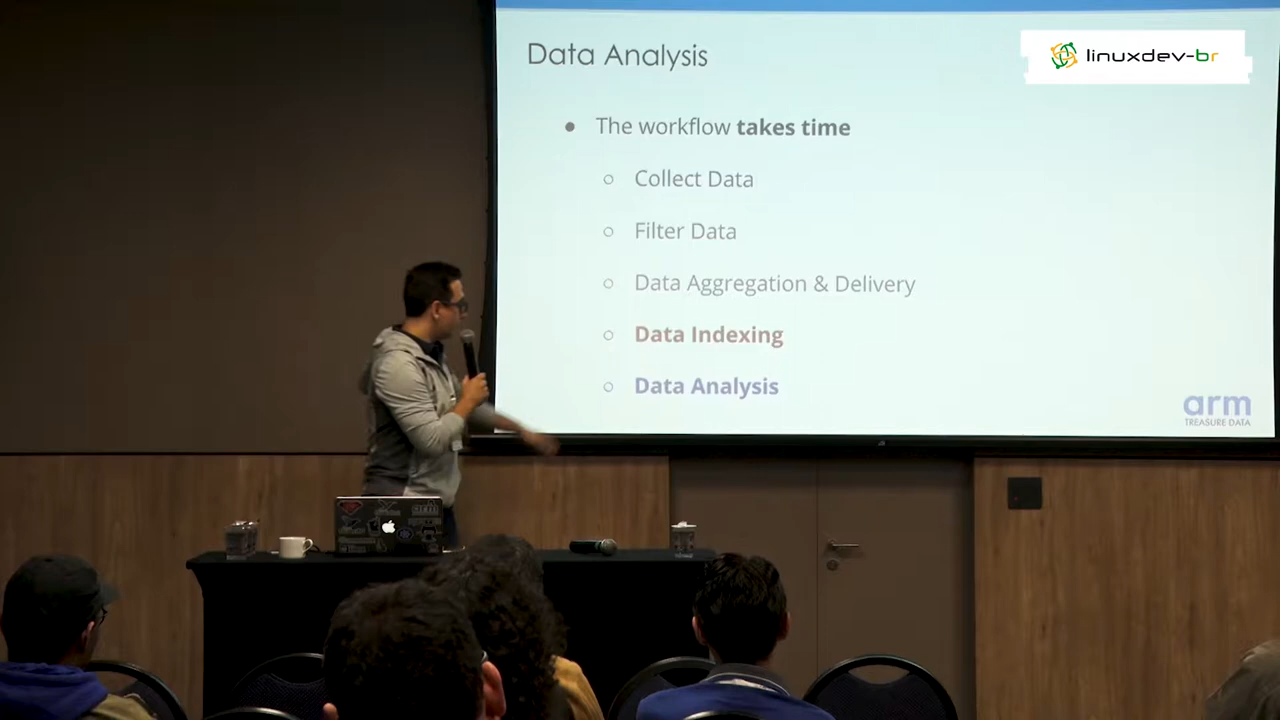 Data Analysis
linuxdev-br
● The workflow takes time
○ Collect Data
○ Filter Data
○ Data Aggregation & Delivery
○ Data Indexing
○ Data Analysis
arm
TREASURE DATA